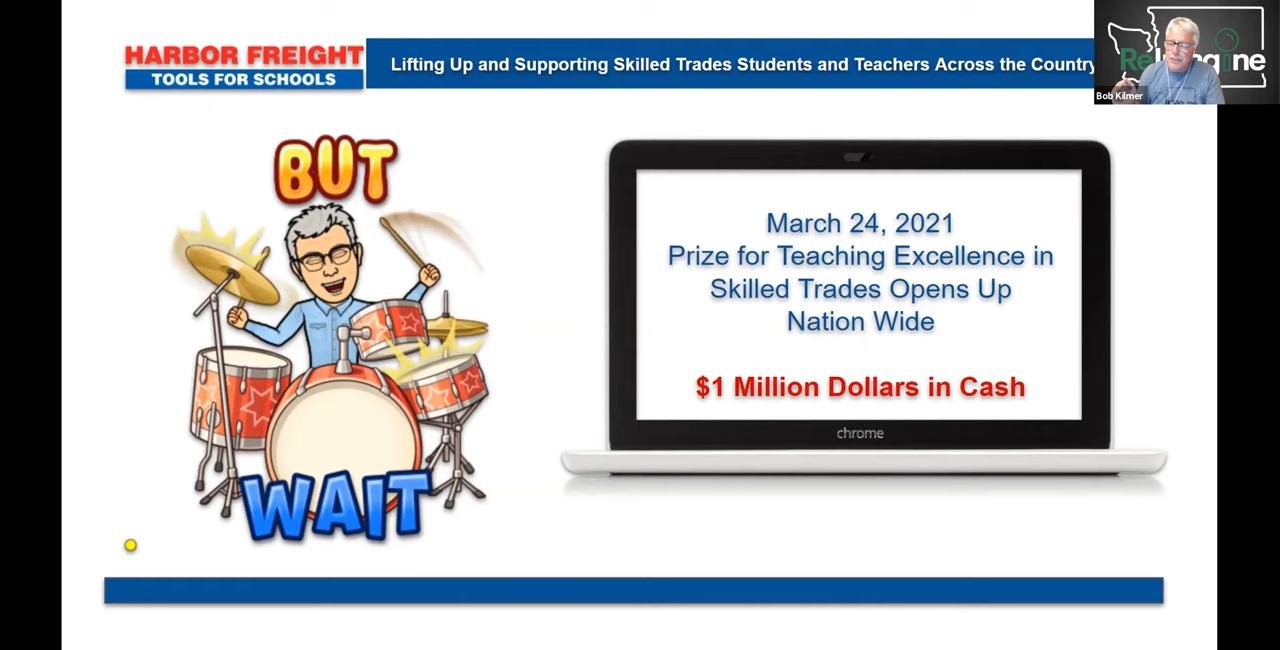 HARBOR FREIGHT
TOOLS FOR SCHOOLS
Lifting Up and Supporting Skilled Trades Students and Teachers Across the Country
Bob Kilmer
BUT
WAIT
March 24, 2021
Prize for Teaching Excellence in
Skilled Trades Opens Up
Nation Wide
$1 Million Dollars in Cash
chrome